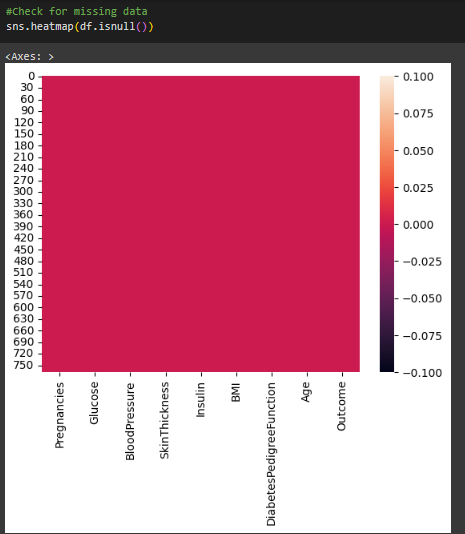 #Check for missing data
sns.heatmap(df.isnull())
<Axes: >
0
30
60
90
120
150
180
210
240
270
300
330
360
390
420
450
480
510
540
570
600
630
660
690
720
750
Pregnancies
Glucose
BloodPressure
SkinThickness
Insulin
BMI
DiabetesPedigreeFunction
Age
Outcome
0.100
0.075
0.050
0.025
0.000
−0.025
−0.050
−0.075
−0.100